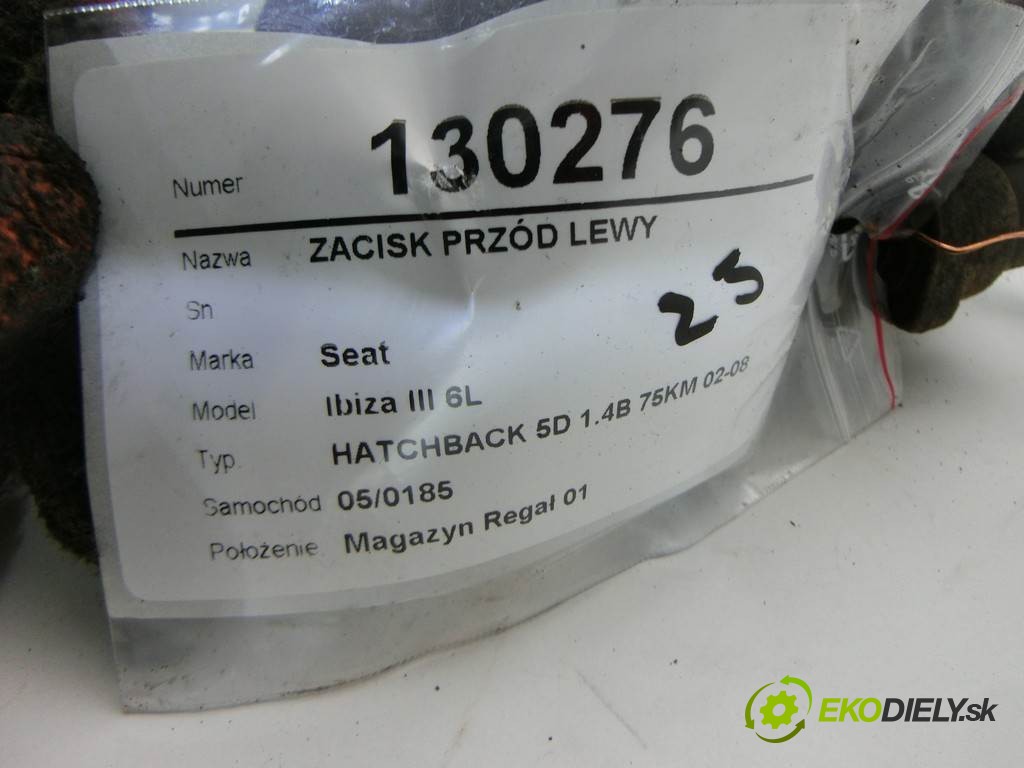 Numer 130276
Nazwa ZACISK PRZÓD LEWY
Sn
23
Marka Seat
Model Ibiza III 6L
Typ HATCHBACK 5D 1.4B 75KM 02-08
Samochód 05/0185
Położenie Magazyn Regał 01
EKODIELY.sk